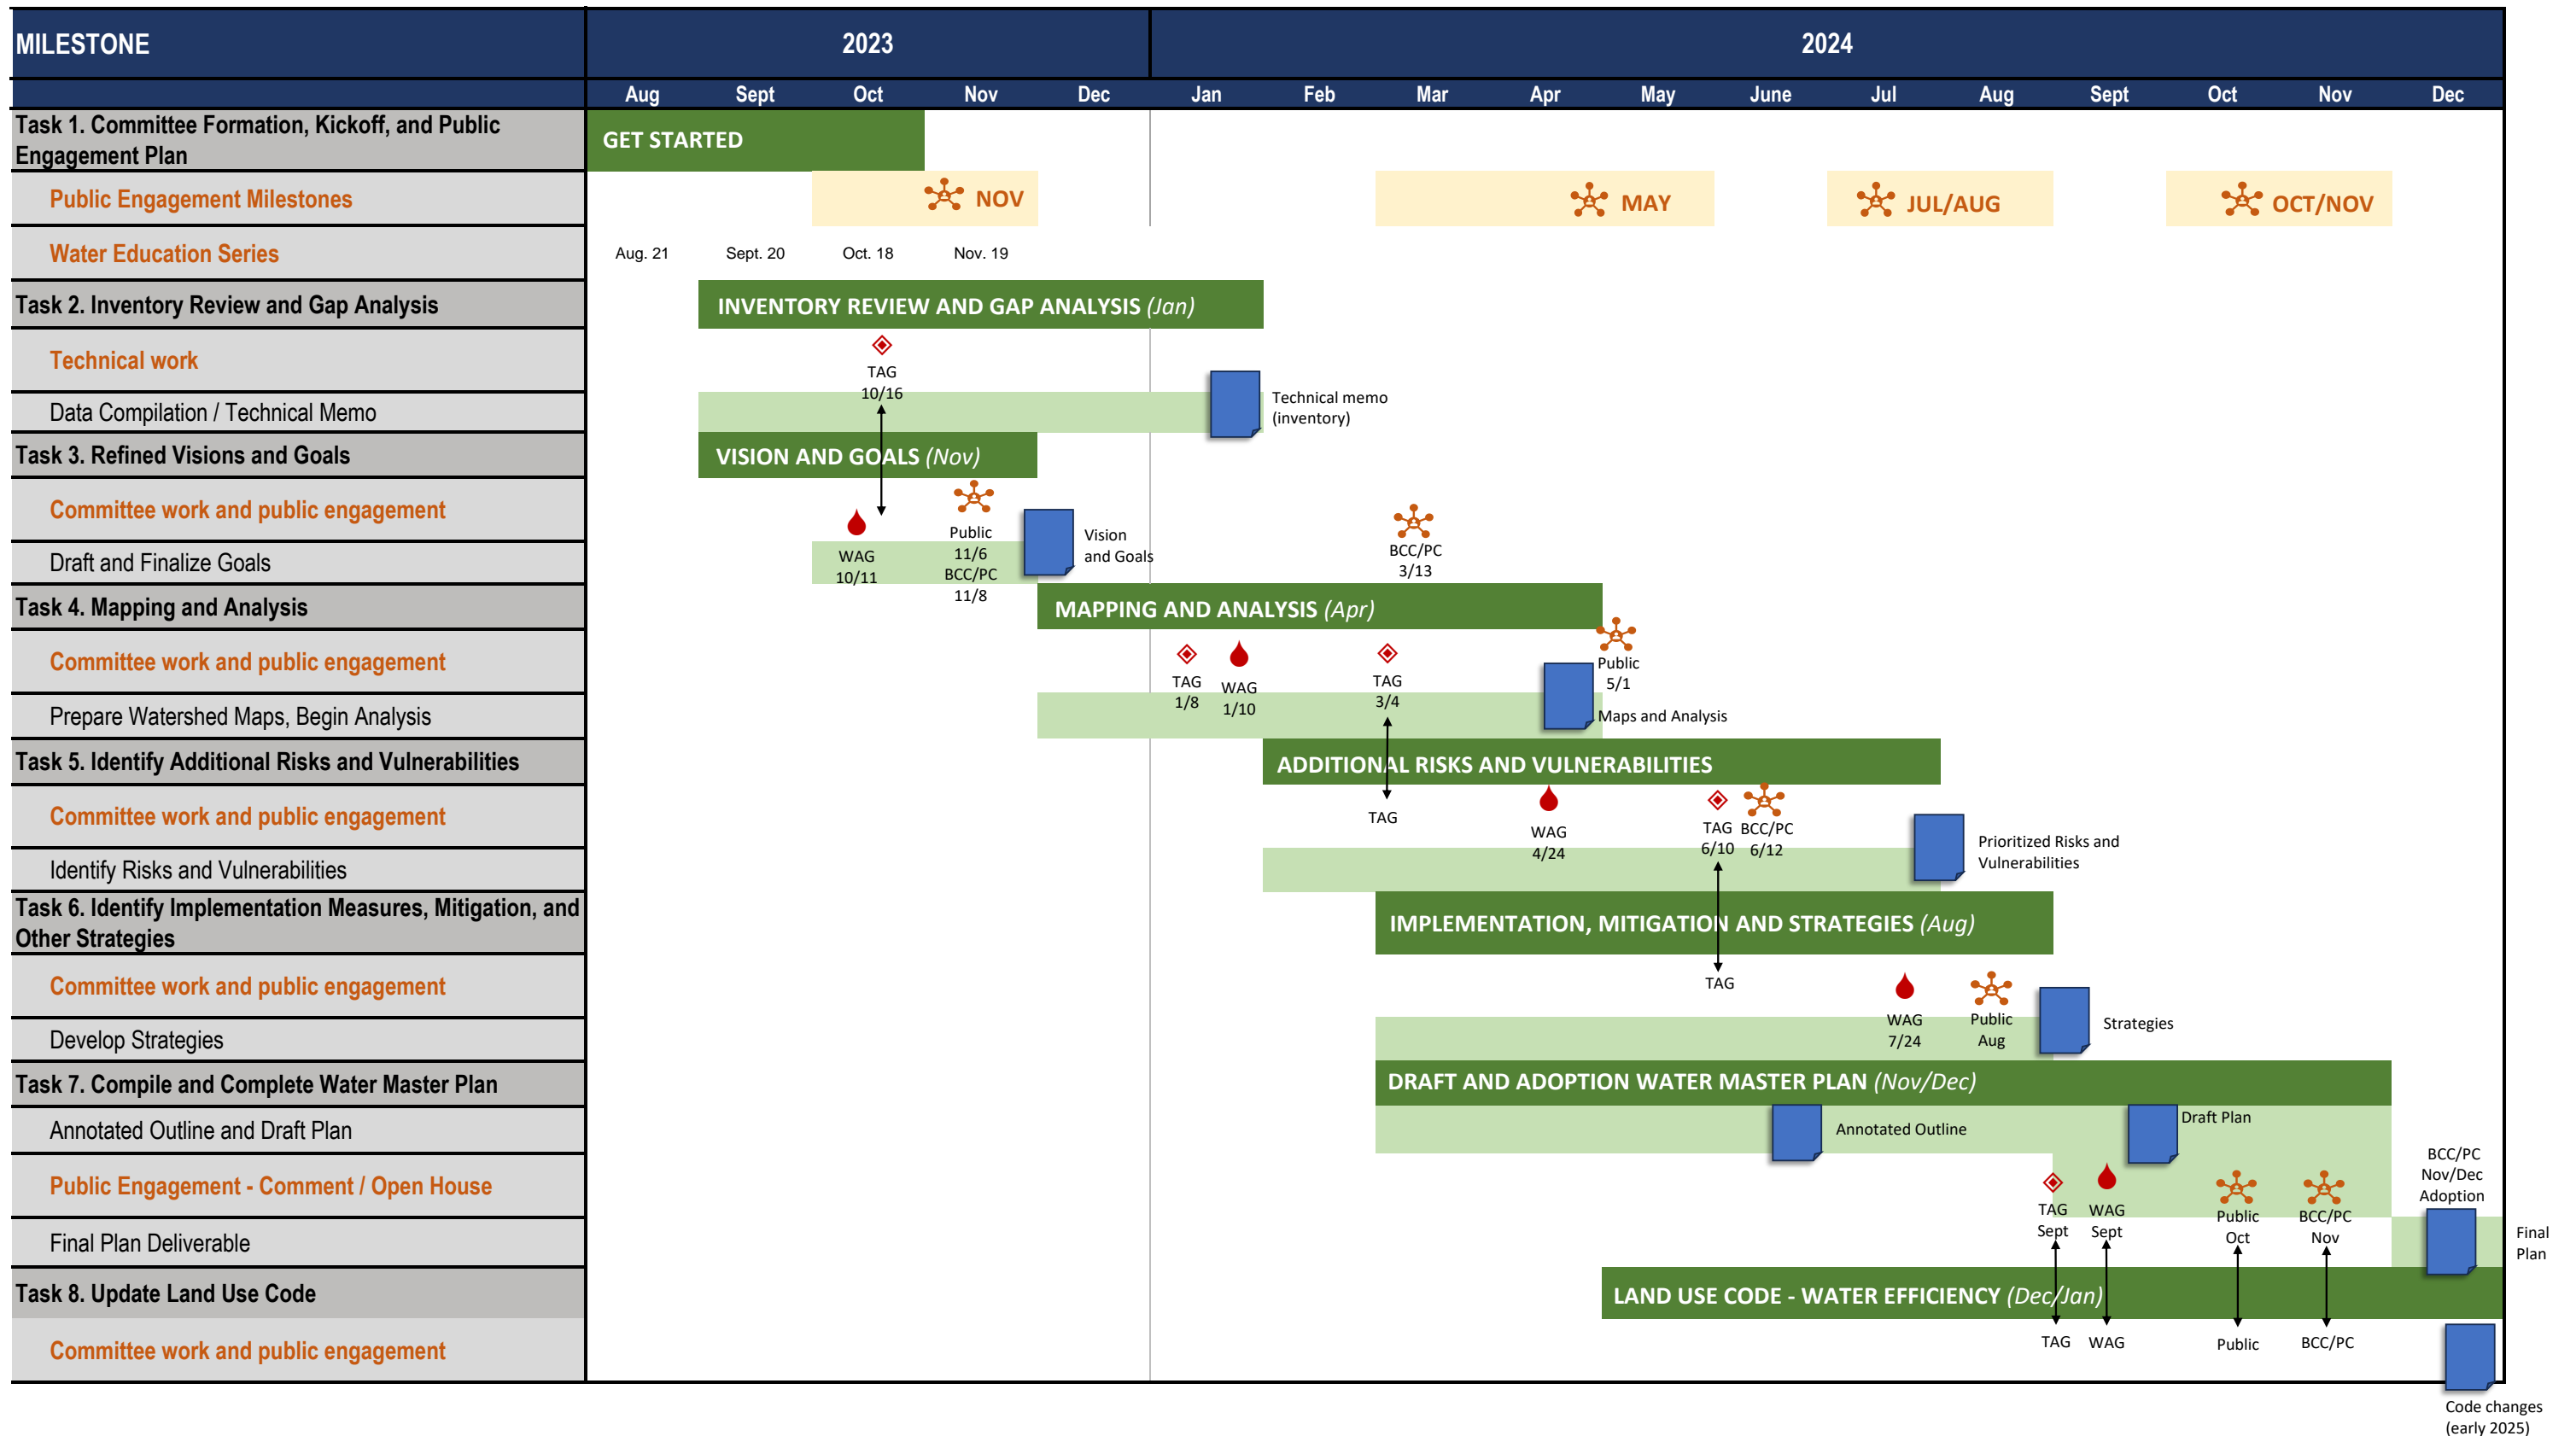 MILESTONE
2023
2024
Aug
Sept
Oct
Nov
Dec
Jan
Feb
Mar
Apr
May
June
Jul
Aug
Sept
Oct
Nov
Dec
Task 1. Committee Formation, Kickoff, and Public
Engagement Plan
GET STARTED
Public Engagement Milestones
NOV
MAY
JUL/AUG
OCT/NOV
Water Education Series
Aug. 21
Sept. 20
Oct. 18
Nov. 19
Task 2. Inventory Review and Gap Analysis
INVENTORY REVIEW AND GAP ANALYSIS (Jan)
Technical work
TAG
10/16
Data Compilation / Technical Memo
Technical memo
(inventory)
Task 3. Refined Visions and Goals
VISION AND GOALS (Nov)
Committee work and public engagement
WAG
10/11
Public
11/6
BCC/PC
11/8
Vision
and Goals
BCC/PC
3/13
Draft and Finalize Goals
Task 4. Mapping and Analysis
MAPPING AND ANALYSIS (Apr)
Committee work and public engagement
TAG
1/8
WAG
1/10
TAG
3/4
Public
5/1
Maps and Analysis
Prepare Watershed Maps, Begin Analysis
Task 5. Identify Additional Risks and Vulnerabilities
ADDITIONAL RISKS AND VULNERABILITIES
Committee work and public engagement
TAG
WAG
4/24
TAG
6/10
BCC/PC
6/12
Prioritized Risks and
Vulnerabilities
Identify Risks and Vulnerabilities
Task 6. Identify Implementation Measures, Mitigation, and
Other Strategies
IMPLEMENTATION, MITIGATION AND STRATEGIES (Aug)
Committee work and public engagement
TAG
WAG
7/24
Public
Aug
Strategies
Develop Strategies
Task 7. Compile and Complete Water Master Plan
DRAFT AND ADOPTION WATER MASTER PLAN (Nov/Dec)
Annotated Outline and Draft Plan
Annotated Outline
Draft Plan
Public Engagement - Comment / Open House
TAG
Sept
WAG
Sept
Public
Oct
BCC/PC
Nov
BCC/PC
Nov/Dec
Adoption
Final Plan Deliverable
Final
Plan
Task 8. Update Land Use Code
LAND USE CODE - WATER EFFICIENCY (Dec/Jan)
Committee work and public engagement
TAG
WAG
Public
BCC/PC
Code changes
(early 2025)